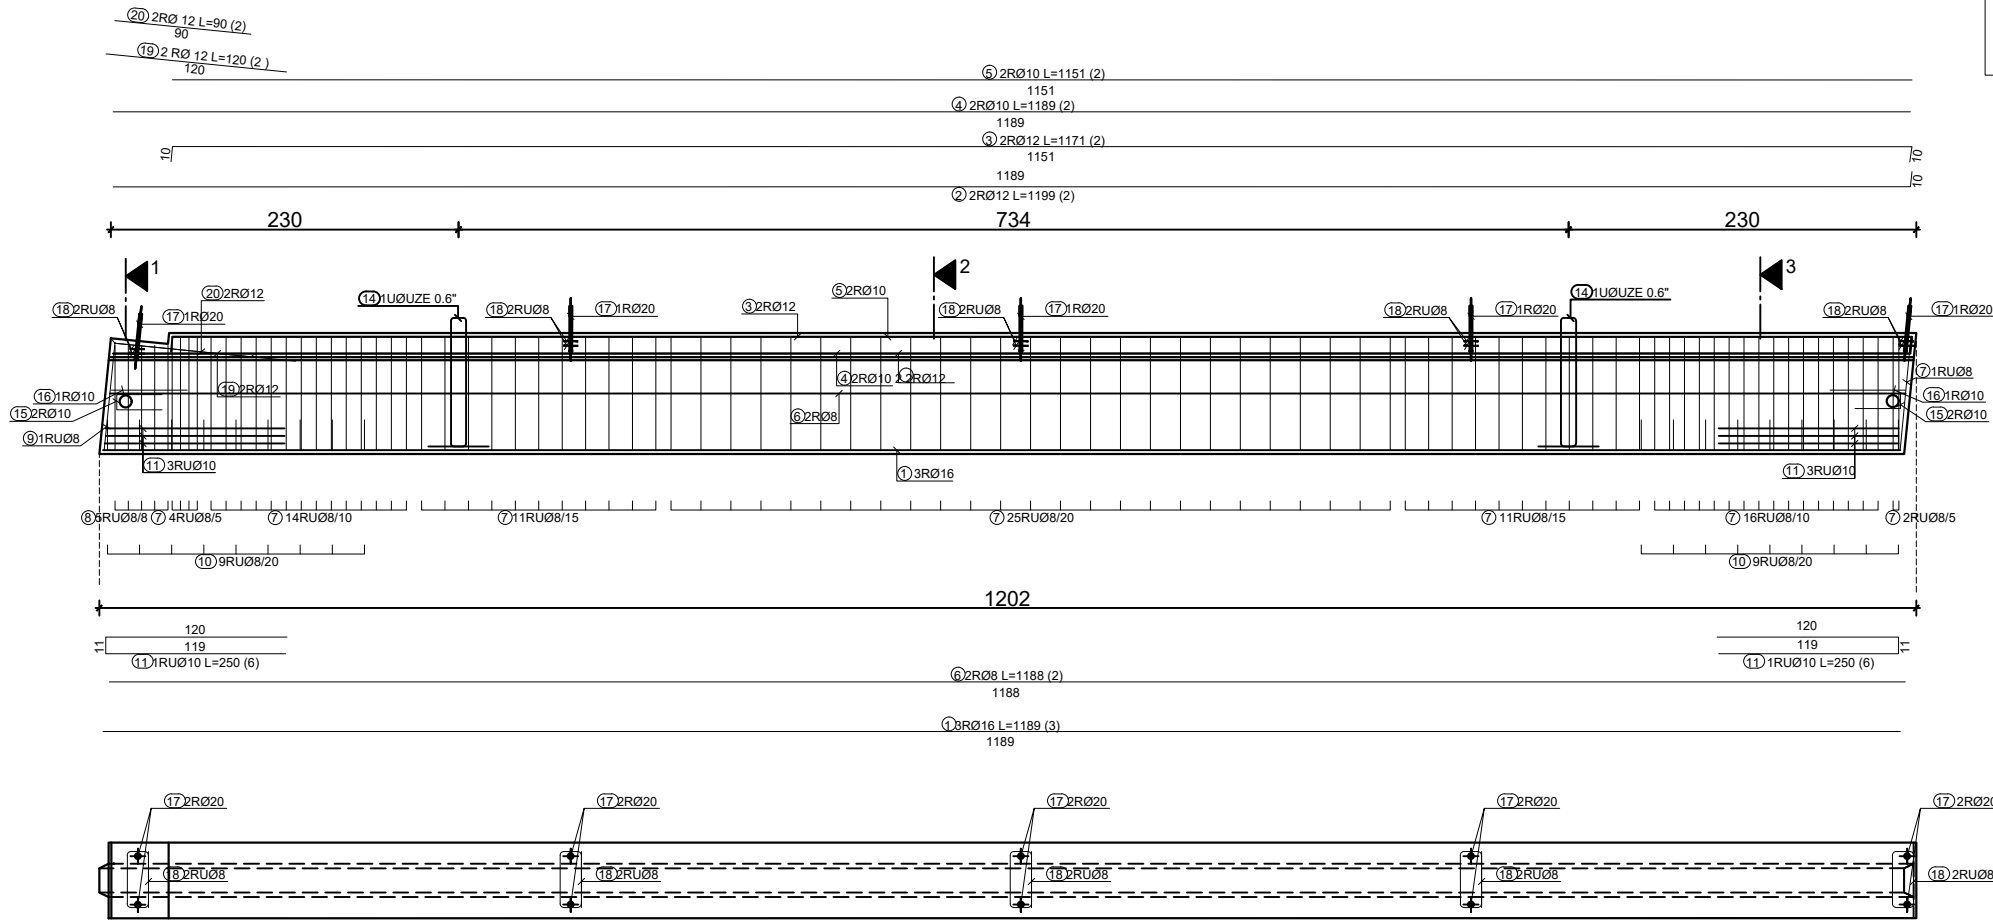 20 2RØ 12 L=90 (2)
90
19 2 RØ 12 L=120 (2 )
120
5 2RØ10 L=1151 (2)
1151
4 2RØ10 L=1189 (2)
1189
3 2RØ12 L=1171 (2)
10 1151 10
1189
10
2 2RØ12 L=1199 (2)
230 734 230
1 2 3
18 2RUØ8
17 1RØ20
20 2RØ12
14 1UØUZE 0.6"
18 2RUØ8
17 1RØ20
3 2RØ12
5 2RØ10
18 2RUØ8
17 1RØ20
18 2RUØ8
17 1RØ20
14 1UØUZE 0.6"
18 2RUØ8
17 1RØ20
16 1RØ10
15 2RØ10
9 1RUØ8
19 2RØ12
4 2RØ10
2 2RØ12
6 2RØ8
7 1RUØ8
16 1RØ10
15 2RØ10
11 3RUØ10
1 3RØ16
11 3RUØ10
8 5RUØ8/8 7 4RUØ8/5 7 14RUØ8/10 7 11RUØ8/15 7 25RUØ8/20 7 11RUØ8/15 7 16RUØ8/10 7 2RUØ8/5
10 9RUØ8/20 10 9RUØ8/20
1202
120 120
11 119 119 11
11 1RUØ10 L=250 (6) 11 1RUØ10 L=250 (6)
6 2RØ8 L=1188 (2)
1188
1 3RØ16 L=1189 (3)
1189
17 2RØ20 17 2RØ20 17 2RØ20 17 2RØ20 17 2RØ20
18 2RUØ8 18 2RUØ8 18 2RUØ8 18 2RUØ8 18 2RUØ8